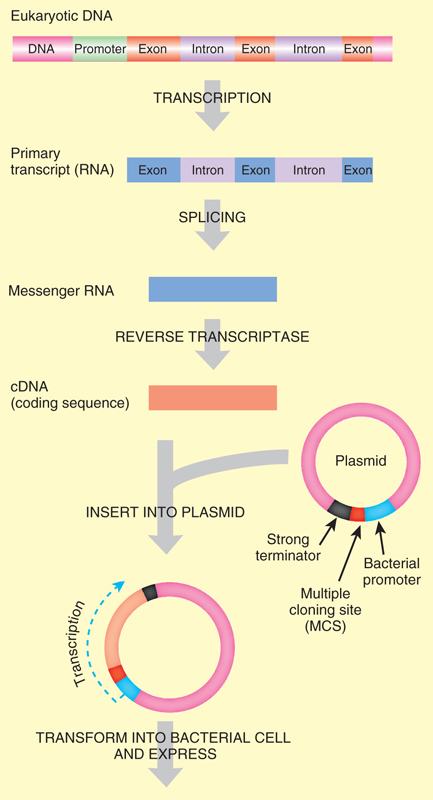 Eukaryotic DNA
DNA Promoter Exon Intron Exon Intron Exon
TRANSCRIPTION
Primary
transcript (RNA)
Exon Intron Exon Intron Exon
SPLICING
Messenger RNA
REVERSE TRANSCRIPTASE
cDNA
(coding sequence)
Plasmid
INSERT INTO PLASMID
Strong
terminator
Multiple
cloning site
(MCS)
Bacterial
promoter
Transcription
TRANSFORM INTO BACTERIAL CELL
AND EXPRESS